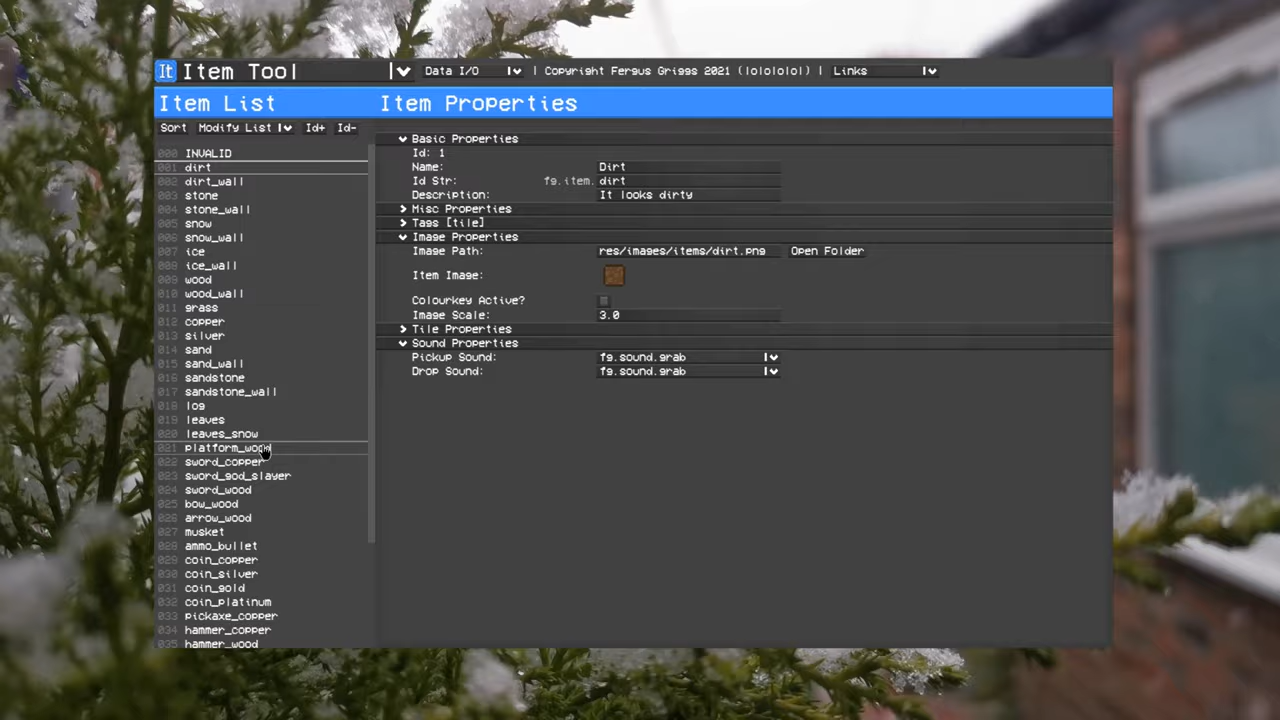 It Item Tool Data I/O | Copyright Fergus Griggs 2021 (lolololol) | Links
Item List Item Properties
Sort Modify List Id+ Id-
000 INVALID
001 dirt
002 dirt_wall
003 stone
004 stone_wall
005 snow
006 snow_wall
007 ice
008 ice_wall
009 wood
010 wood_wall
011 grass
012 copper
013 silver
014 sand
015 sand_wall
016 sandstone
017 sandstone_wall
018 log
019 leaves
020 leaves_snow
021 platform_wood
022 sword_copper
023 sword_god_slayer
024 sword_wood
025 bow_wood
026 arrow_wood
027 musket
028 ammo_bullet
029 coin_copper
030 coin_silver
031 coin_gold
032 coin_platinum
033 pickaxe_copper
034 hammer_copper
035 hammer_wood
Basic Properties
Id: 1
Name: Dirt
Id Str: fg.item. dirt
Description: It looks dirty
Misc Properties
Tags [tile]
Image Properties
Image Path: res/images/items/dirt.png Open Folder
Item Image:
Colourkey Active?
Image Scale: 3.0
Tile Properties
Sound Properties
Pickup Sound: fg.sound.grab
Drop Sound: fg.sound.grab